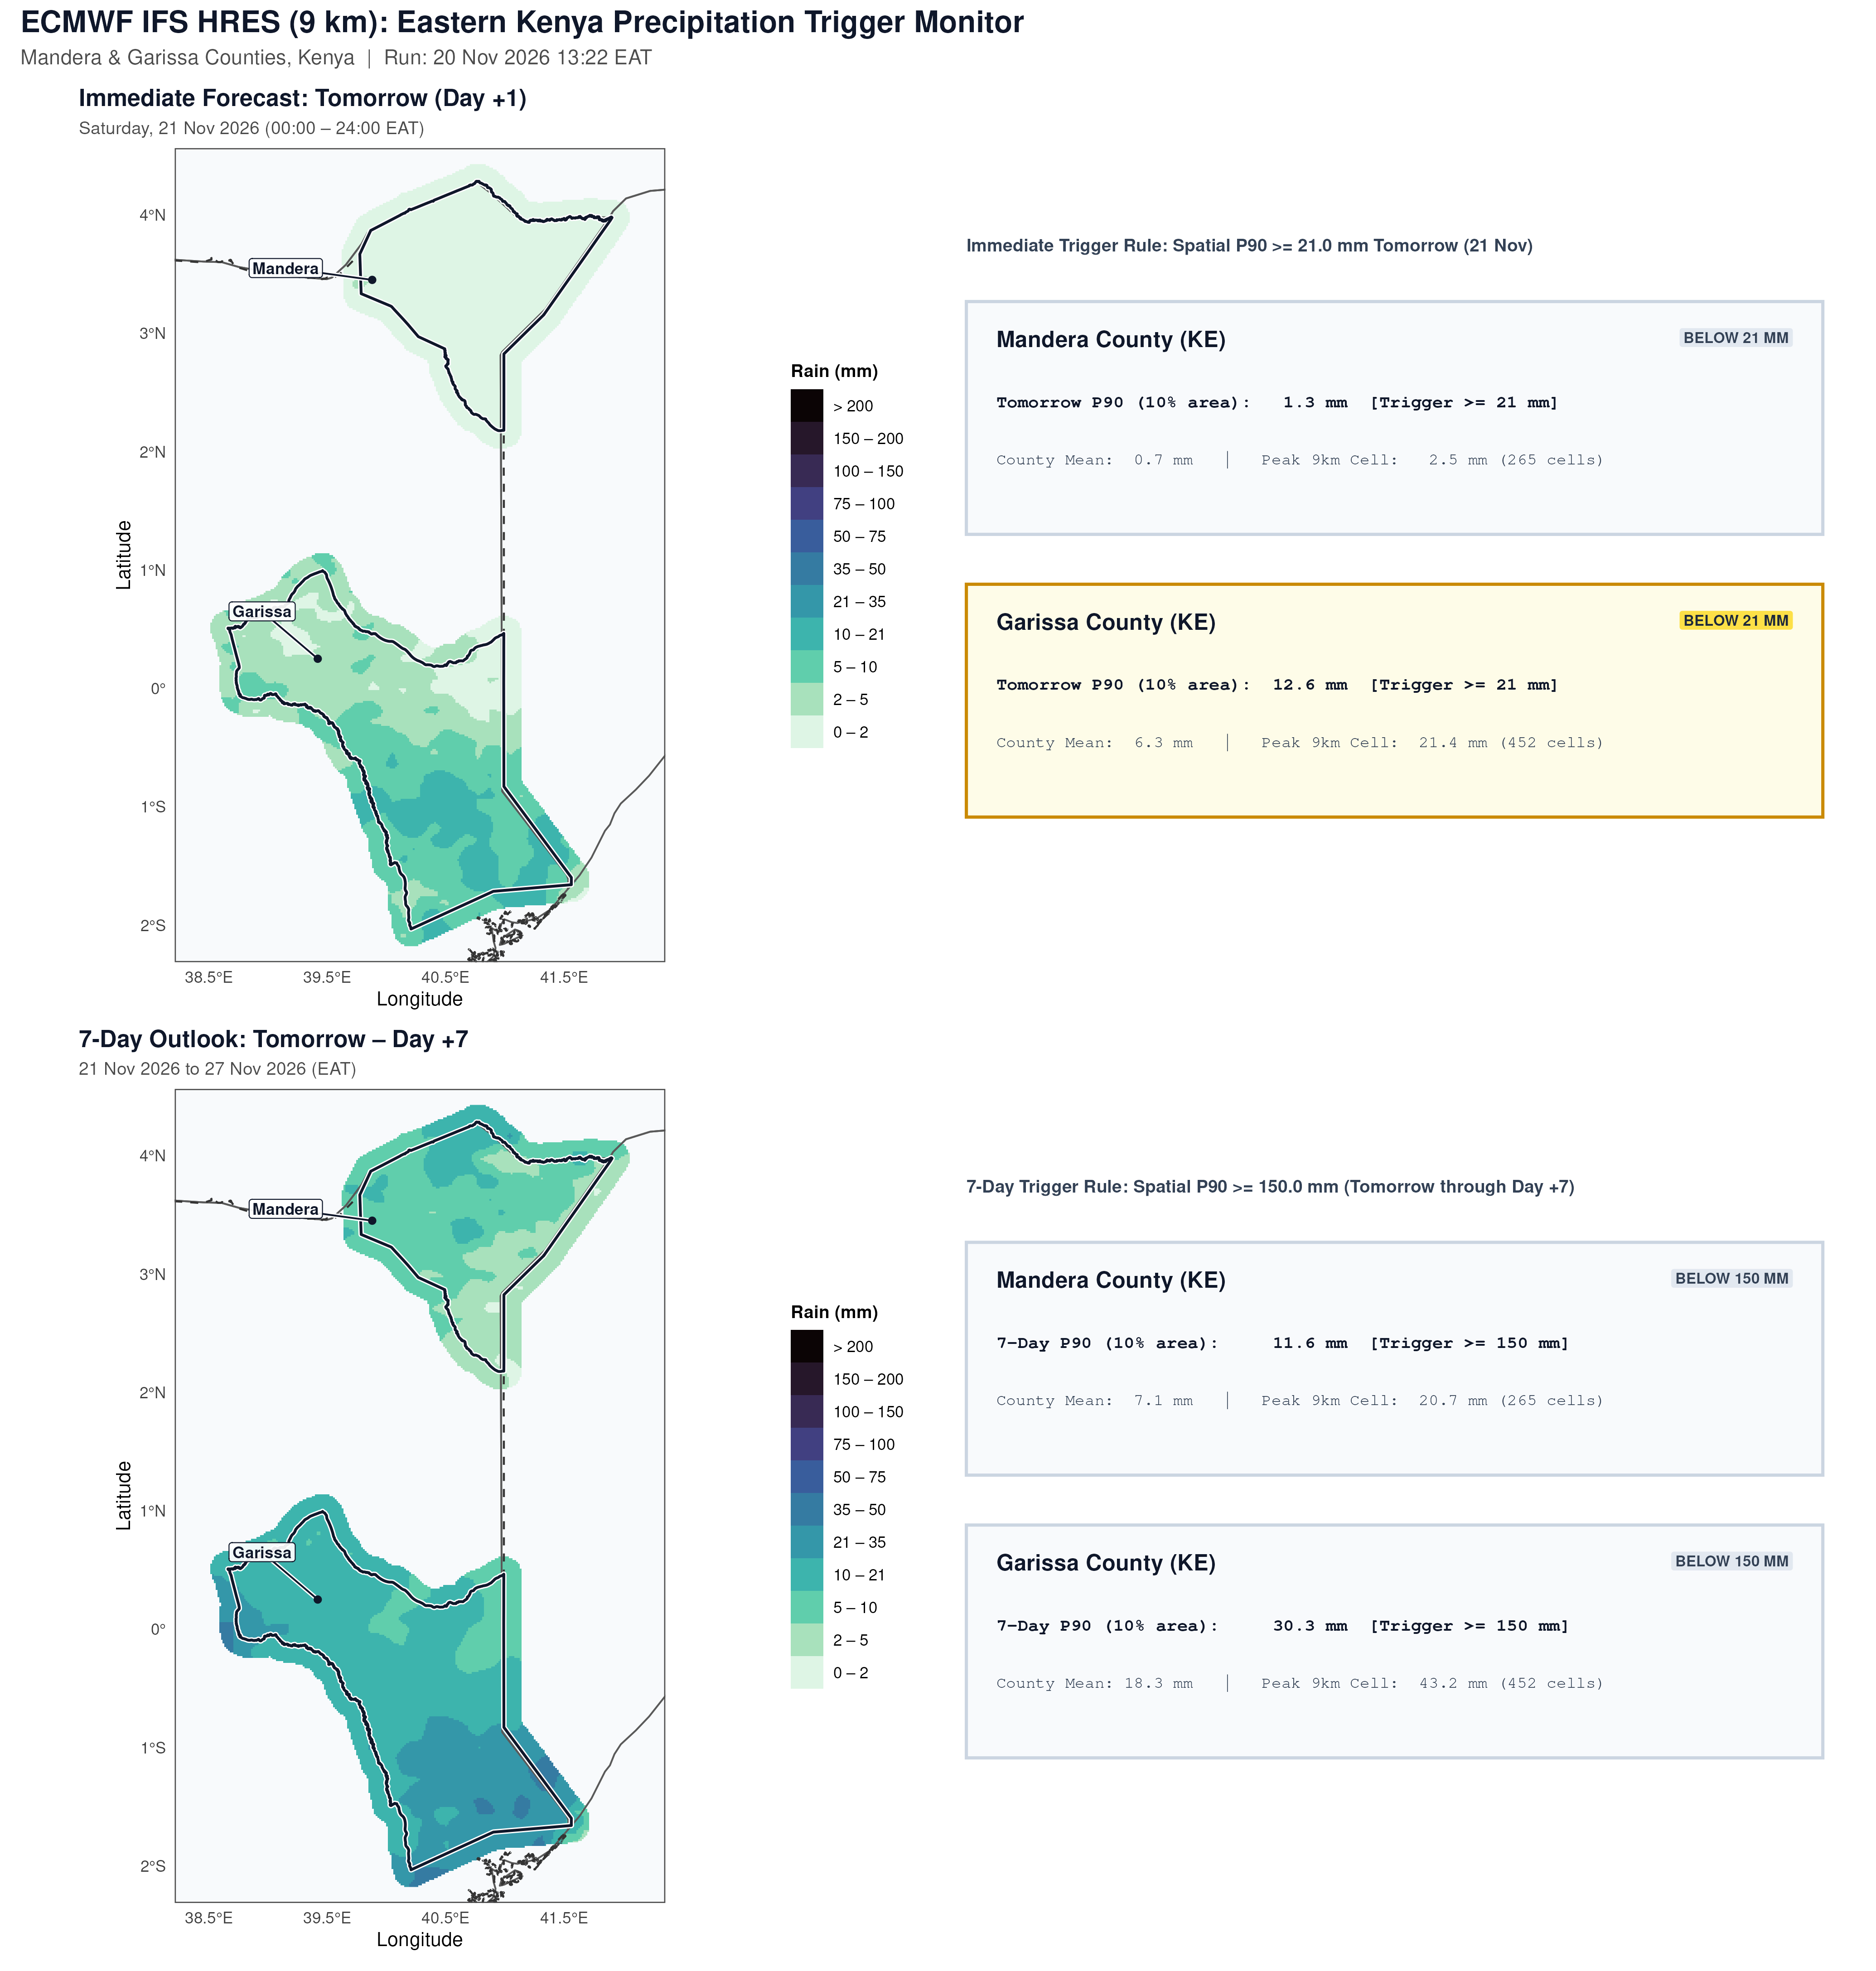 ECMWF IFS HRES (9 km): Eastern Kenya Precipitation Trigger Monitor
Mandera & Garissa Counties, Kenya | Run: 20 Nov 2026 13:22 EAT
Immediate Forecast: Tomorrow (Day +1)
Saturday, 21 Nov 2026 (00:00 – 24:00 EAT)
4°N
3°N
2°N
1°N
0°
1°S
2°S
Latitude
Mandera
Garissa
38.5°E 39.5°E 40.5°E 41.5°E
Longitude
Rain (mm)
> 200
150 – 200
100 – 150
75 – 100
50 – 75
35 – 50
21 – 35
10 – 21
5 – 10
2 – 5
0 – 2
Immediate Trigger Rule: Spatial P90 >= 21.0 mm Tomorrow (21 Nov)
Mandera County (KE)
BELOW 21 MM
Tomorrow P90 (10% area): 1.3 mm [Trigger >= 21 mm]
County Mean: 0.7 mm | Peak 9km Cell: 2.5 mm (265 cells)
Garissa County (KE)
BELOW 21 MM
Tomorrow P90 (10% area): 12.6 mm [Trigger >= 21 mm]
County Mean: 6.3 mm | Peak 9km Cell: 21.4 mm (452 cells)
7-Day Outlook: Tomorrow – Day +7
21 Nov 2026 to 27 Nov 2026 (EAT)
4°N
3°N
2°N
1°N
0°
1°S
2°S
Latitude
Mandera
Garissa
38.5°E 39.5°E 40.5°E 41.5°E
Longitude
Rain (mm)
> 200
150 – 200
100 – 150
75 – 100
50 – 75
35 – 50
21 – 35
10 – 21
5 – 10
2 – 5
0 – 2
7-Day Trigger Rule: Spatial P90 >= 150.0 mm (Tomorrow through Day +7)
Mandera County (KE)
BELOW 150 MM
7-Day P90 (10% area): 11.6 mm [Trigger >= 150 mm]
County Mean: 7.1 mm | Peak 9km Cell: 20.7 mm (265 cells)
Garissa County (KE)
BELOW 150 MM
7-Day P90 (10% area): 30.3 mm [Trigger >= 150 mm]
County Mean: 18.3 mm | Peak 9km Cell: 43.2 mm (452 cells)